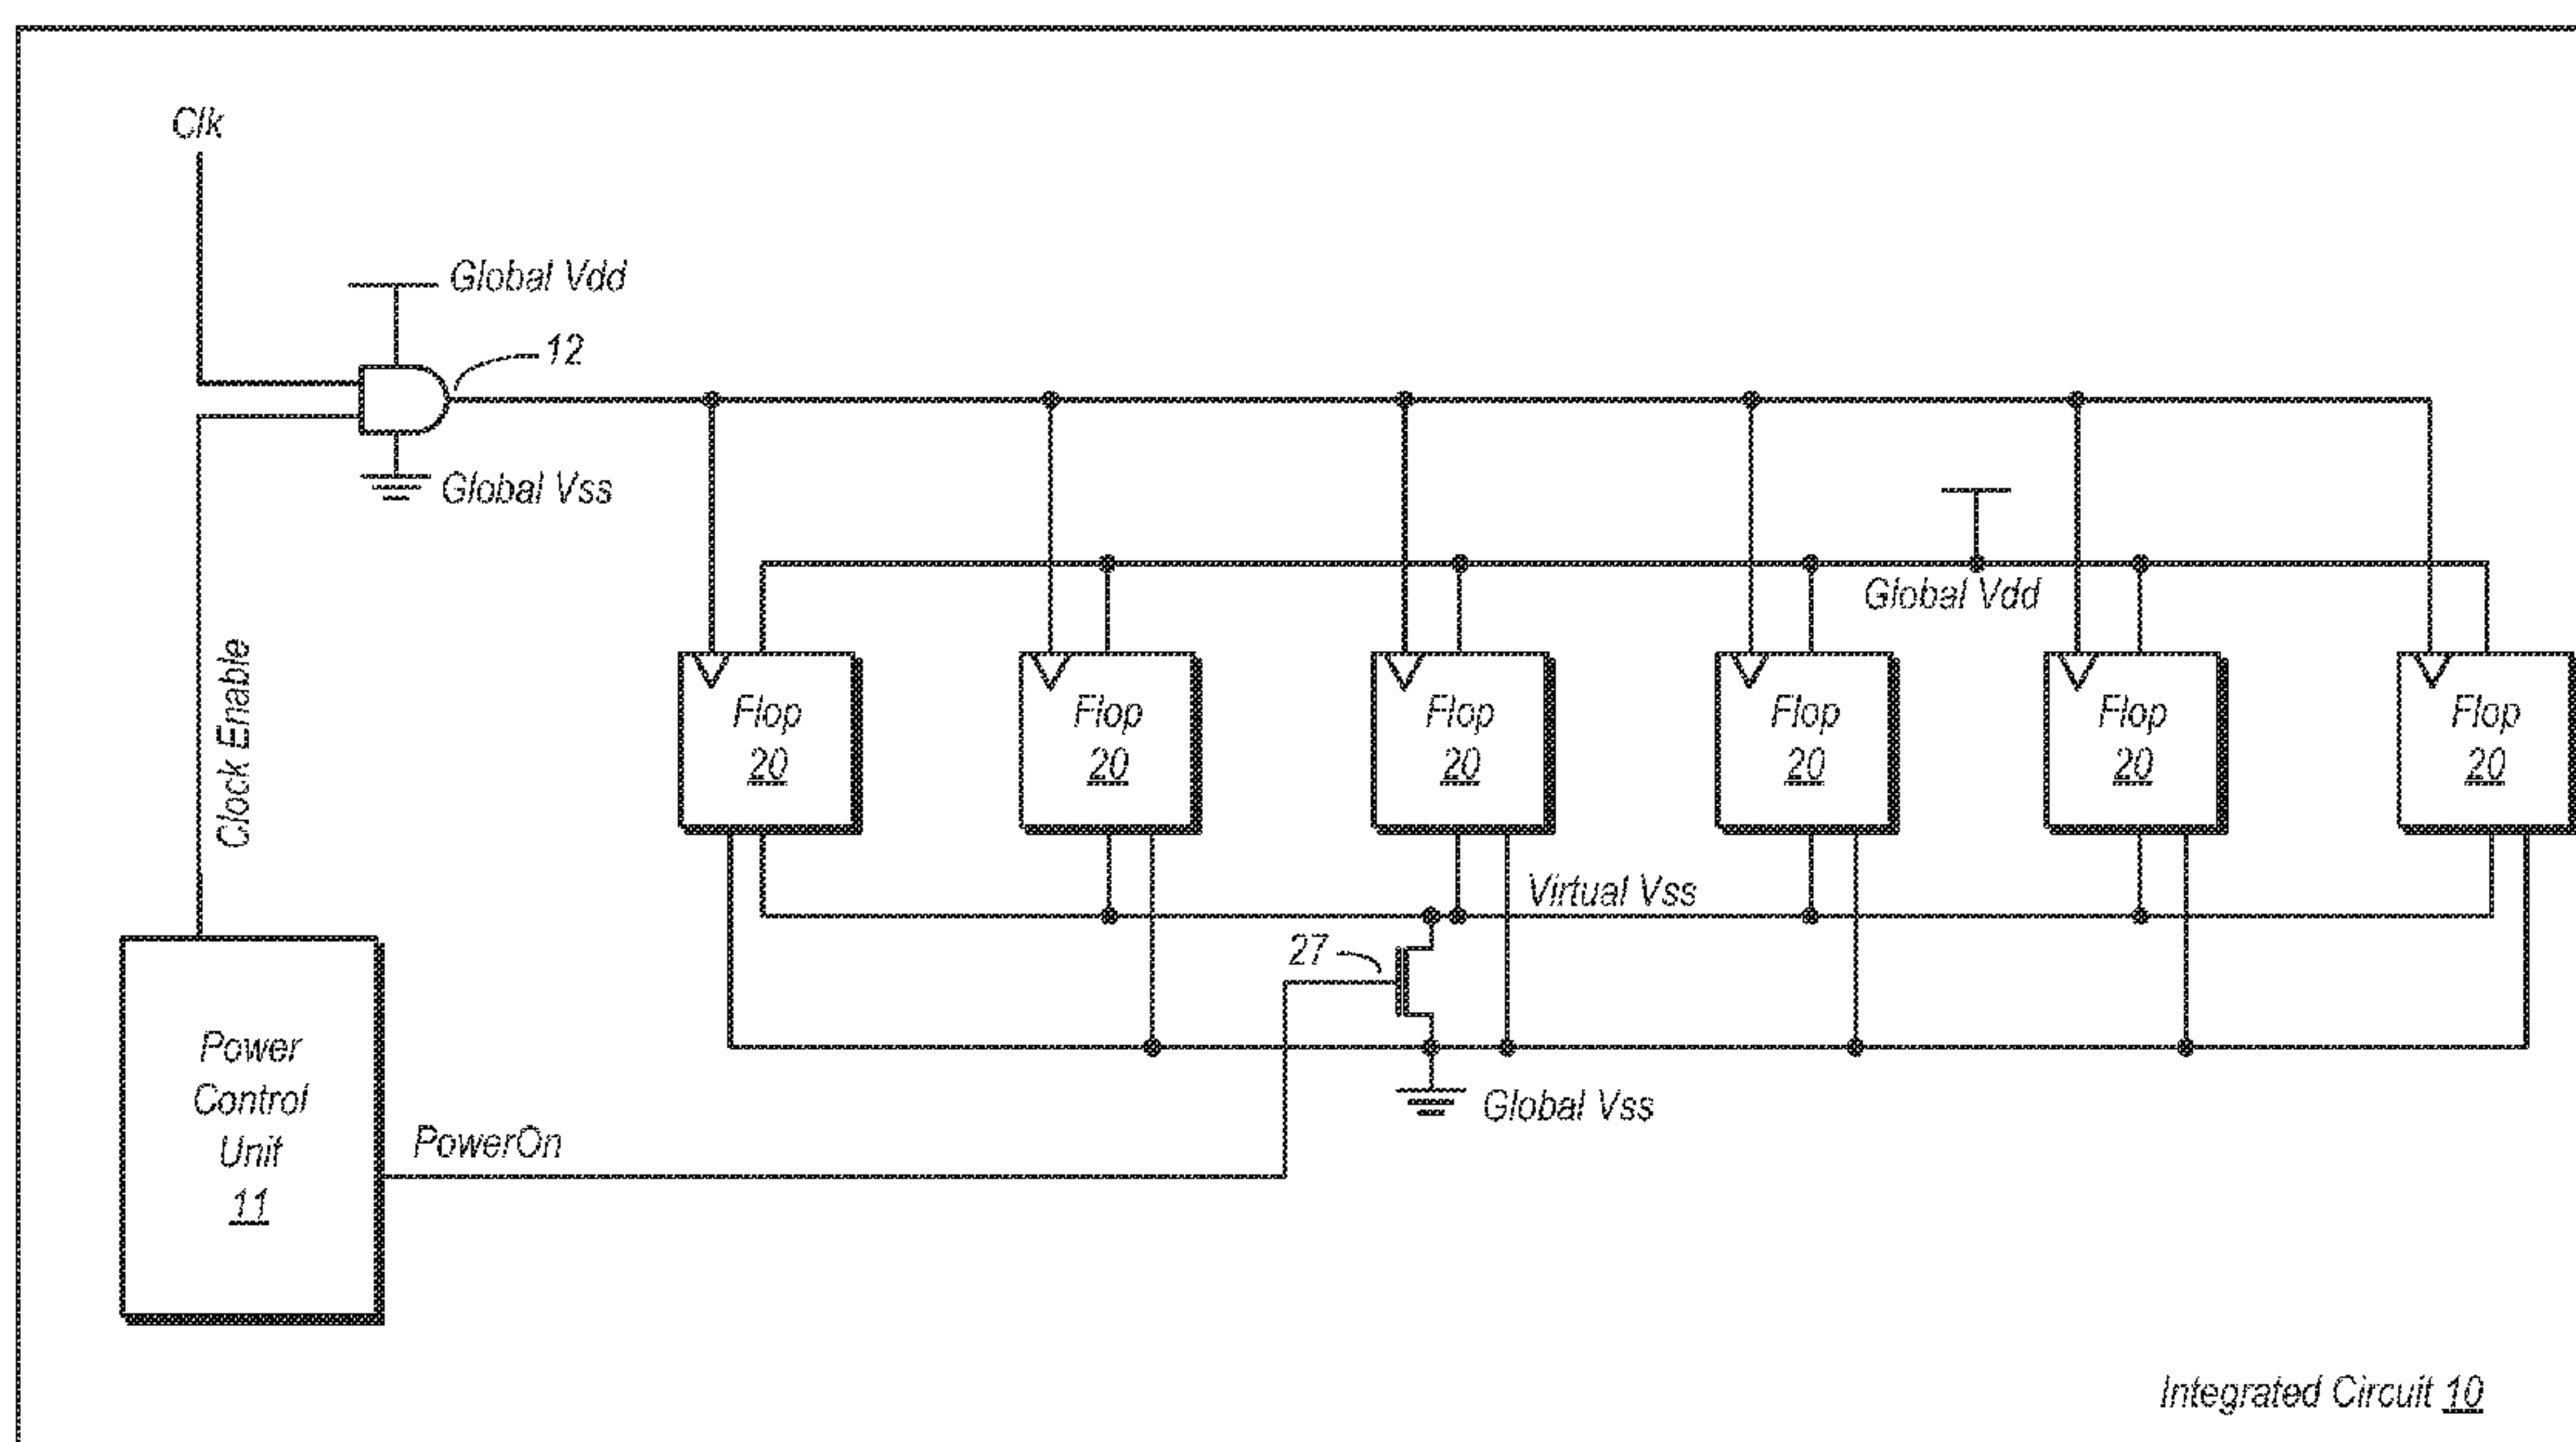 Clk
Global Vdd
12
Global Vss
Global Vdd
Clock Enable
Flop
20
Flop
20
Flop
20
Flop
20
Flop
20
Flop
20
Virtual Vss
27
Power
Control
Unit
11
PowerOn
Global Vss
Integrated Circuit 10